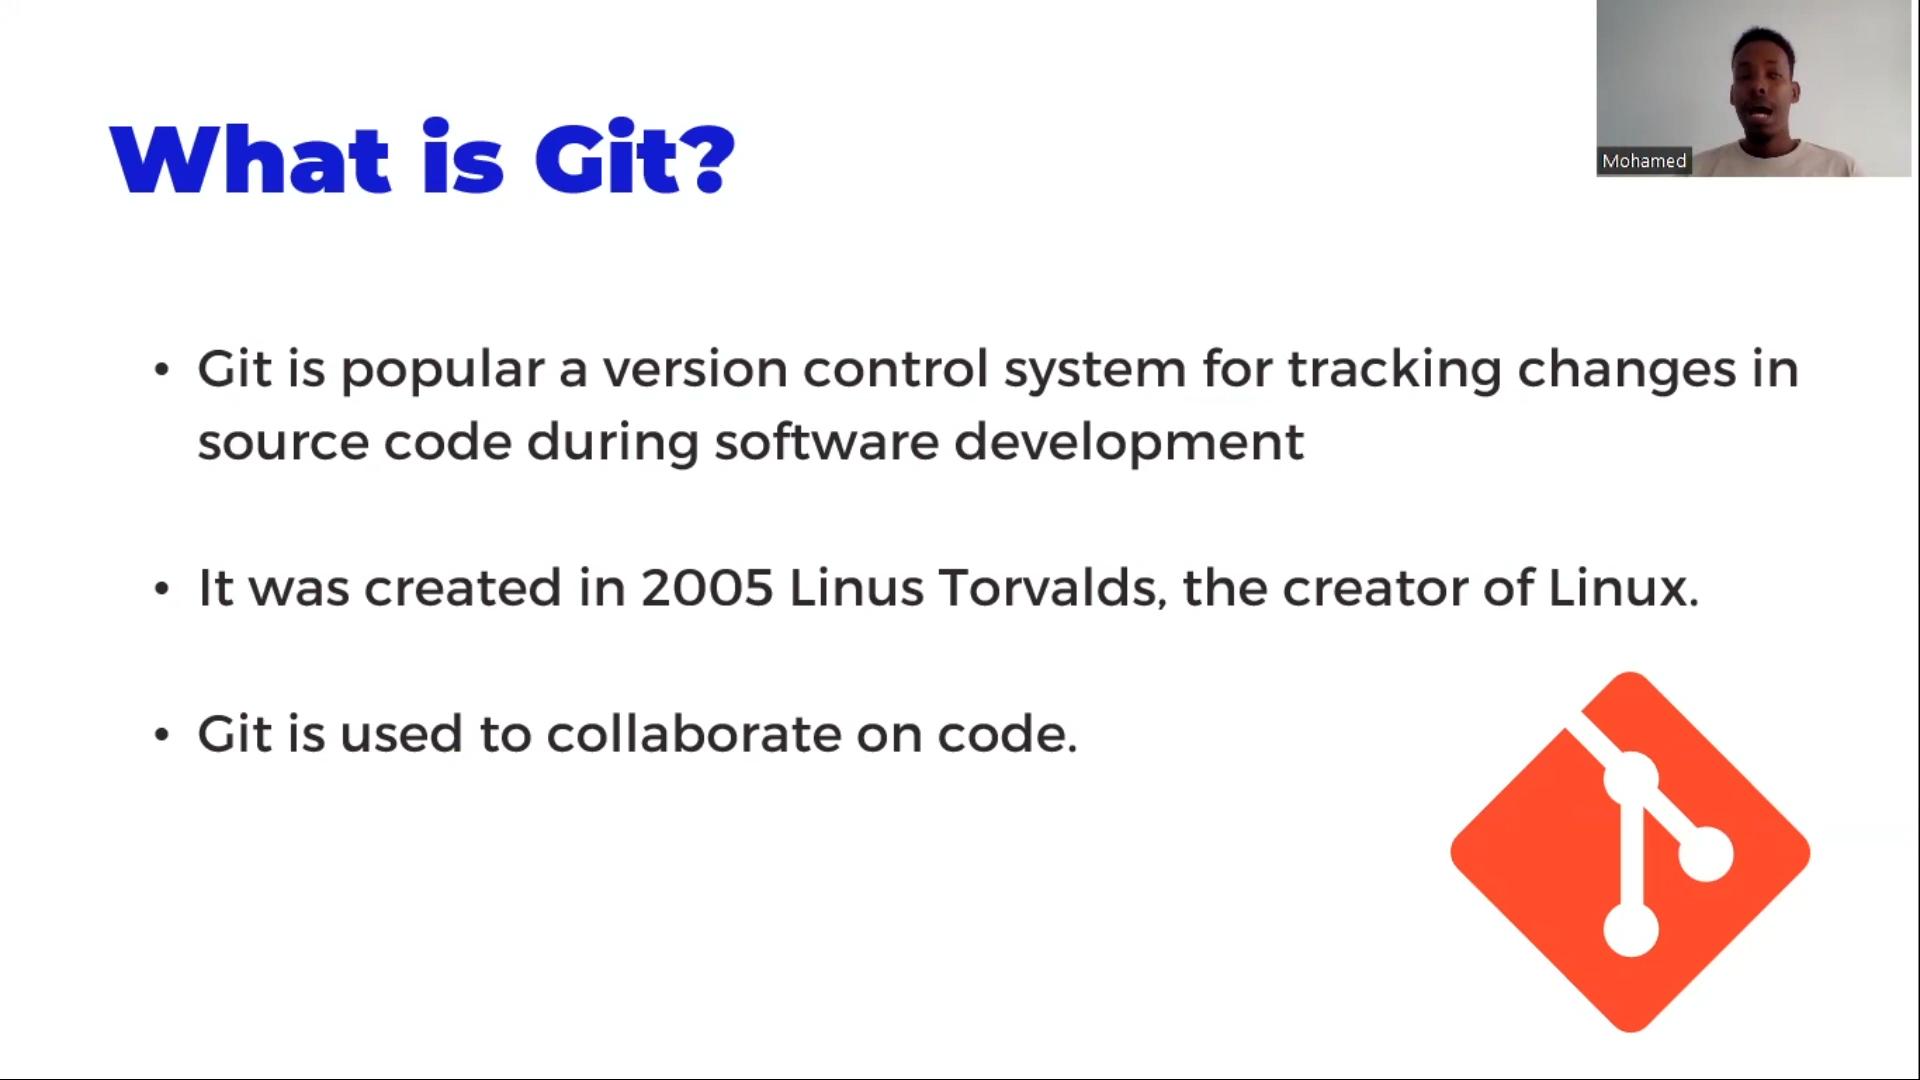 What is Git?
Mohamed
• Git is popular a version control system for tracking changes in
source code during software development
• It was created in 2005 Linus Torvalds, the creator of Linux.
• Git is used to collaborate on code.